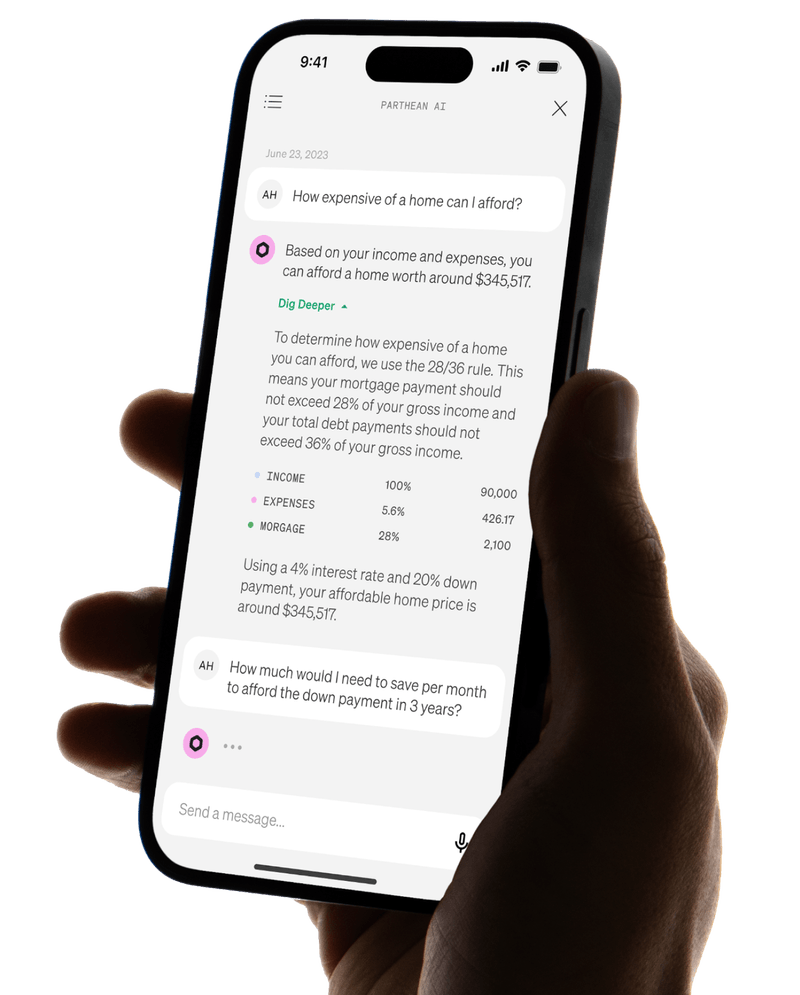 9:41
PARTHEAN AI
June 23, 2023
AH
How expensive of a home can I afford?
Based on your income and expenses, you
can afford a home worth around $345,517.
Dig Deeper
To determine how expensive of a home
you can afford, we use the 28/36 rule. This
means your mortgage payment should
not exceed 28% of your gross income and
your total debt payments should not
exceed 36% of your gross income.
INCOME 100% 90,000
EXPENSES 5.6% 426.17
MORGAGE 28% 2,100
Using a 4% interest rate and 20% down
payment, your affordable home price is
around $345,517.
AH
How much would I need to save per month
to afford the down payment in 3 years?
Send a message...